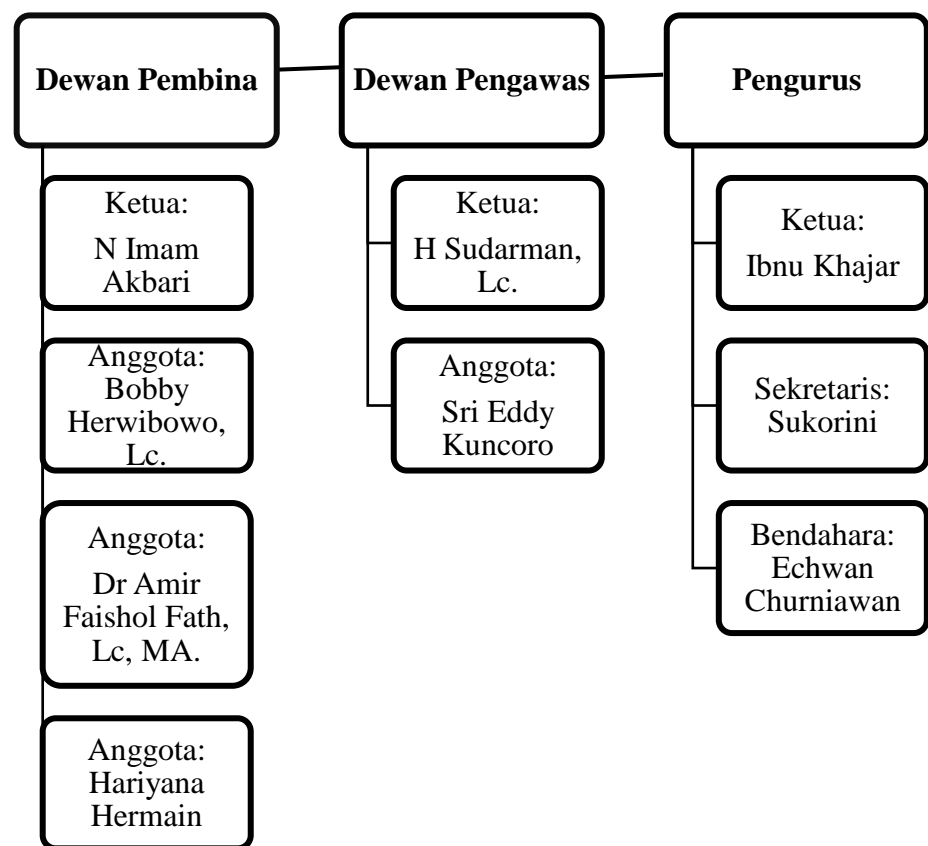 Dewan Pembina
Dewan Pengawas
Pengurus
Ketua:
N Imam
Akbari
Anggota:
Bobby
Herwibowo,
Lc.
Anggota:
Dr Amir
Faishol Fath,
Lc, MA.
Anggota:
Hariyana
Hermain
Ketua:
H Sudarman,
Lc.
Anggota:
Sri Eddy
Kuncoro
Ketua:
Ibnu Khajar
Sekretaris:
Sukorini
Bendahara:
Echwan
Churniawan